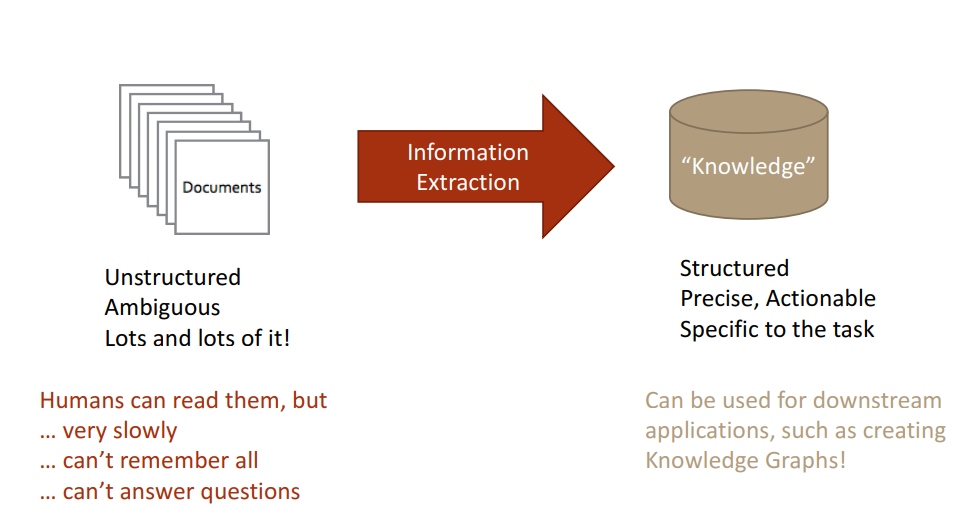 Documents
Information
Extraction
“Knowledge”
Unstructured
Ambiguous
Lots and lots of it!
Structured
Precise, Actionable
Specific to the task
Humans can read them, but
… very slowly
… can’t remember all
… can’t answer questions
Can be used for downstream
applications, such as creating
Knowledge Graphs!